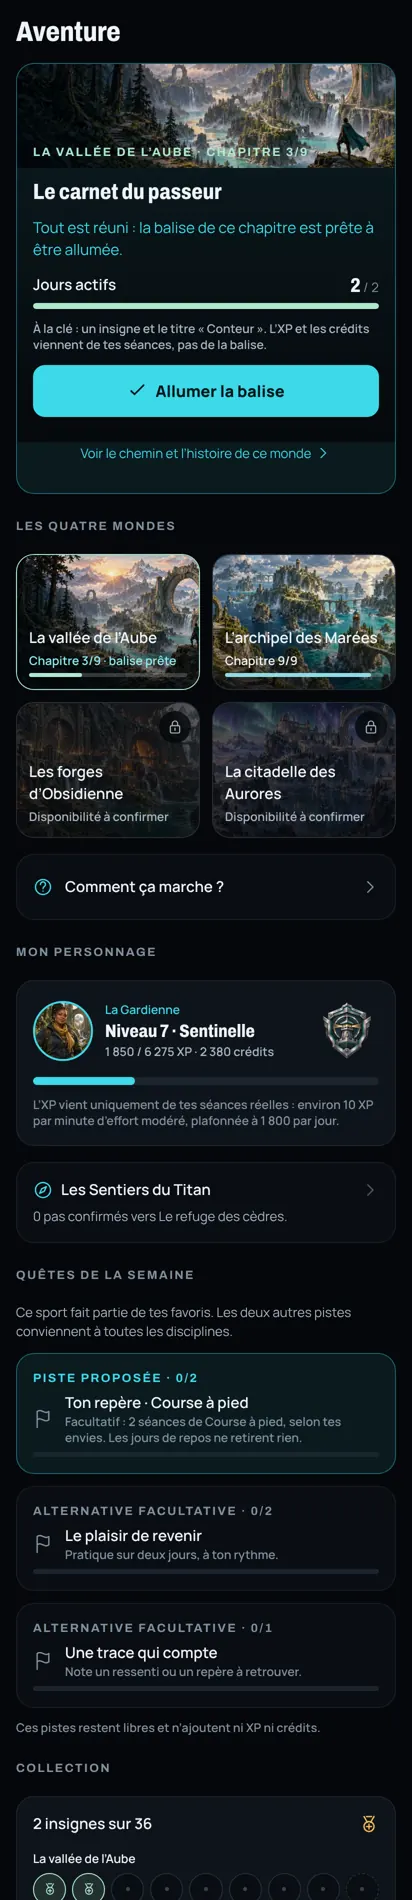 Aventure
LA VALLÉE DE L'AUBE · CHAPITRE 3/9
Le carnet du passeur
Tout est réuni : la balise de ce chapitre est prête à
être allumée.
Jours actifs
2 / 2
À la clé : un insigne et le titre « Conteur ». L'XP et les crédits
viennent de tes séances, pas de la balise.
Allumer la balise
Voir le chemin et l'histoire de ce monde
LES QUATRE MONDES
La vallée de l'Aube
Chapitre 3/9 · balise prête
L'archipel des Marées
Chapitre 9/9
Les forges
d'Obsidienne
Disponibilité à confirmer
La citadelle des
Aurores
Disponibilité à confirmer
Comment ça marche ?
MON PERSONNAGE
La Gardienne
Niveau 7 · Sentinelle
1 850 / 6 275 XP · 2 380 crédits
L'XP vient uniquement de tes séances réelles : environ 10 XP
par minute d'effort modéré, plafonnée à 1 800 par jour.
Les Sentiers du Titan
0 pas confirmés vers Le refuge des cèdres.
QUÊTES DE LA SEMAINE
Ce sport fait partie de tes favoris. Les deux autres pistes
conviennent à toutes les disciplines.
PISTE PROPOSÉE · 0/2
Ton repère · Course à pied
Facultatif : 2 séances de Course à pied, selon tes
envies. Les jours de repos ne retirent rien.
ALTERNATIVE FACULTATIVE · 0/2
Le plaisir de revenir
Pratique sur deux jours, à ton rythme.
ALTERNATIVE FACULTATIVE · 0/1
Une trace qui compte
Note un ressenti ou un repère à retrouver.
Ces pistes restent libres et n'ajoutent ni XP ni crédits.
COLLECTION
2 insignes sur 36
La vallée de l'Aube